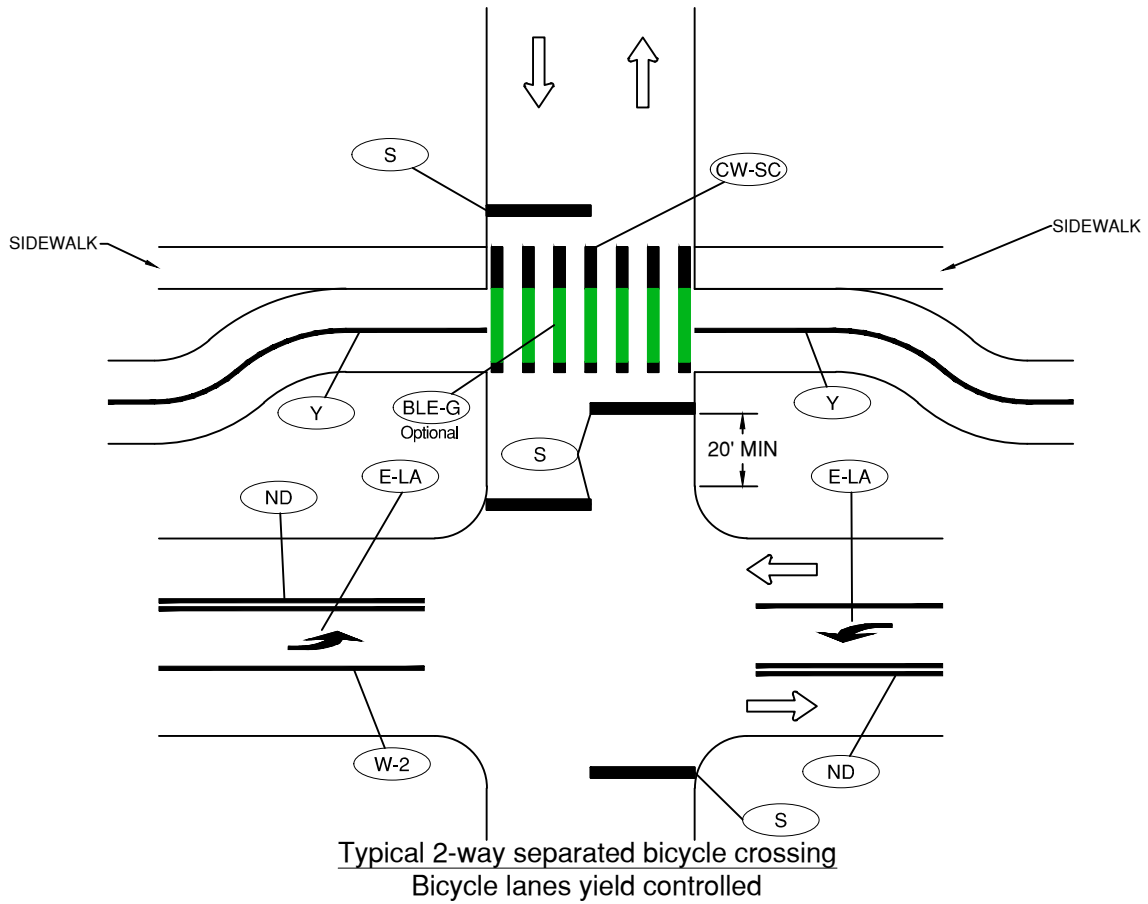 S
CW-SC
SIDEWALK
SIDEWALK
Y
BLE-G
Optional
Y
S
20' MIN
E-LA
E-LA
ND
W-2
ND
S
Typical 2-way separated bicycle crossing
Bicycle lanes yield controlled